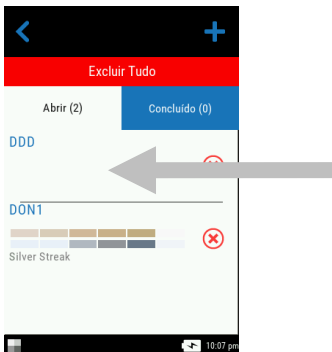 Excluir Tudo
Abrir (2) Concluído (0)
DDD
DON1
Silver Streak
10:07 pm